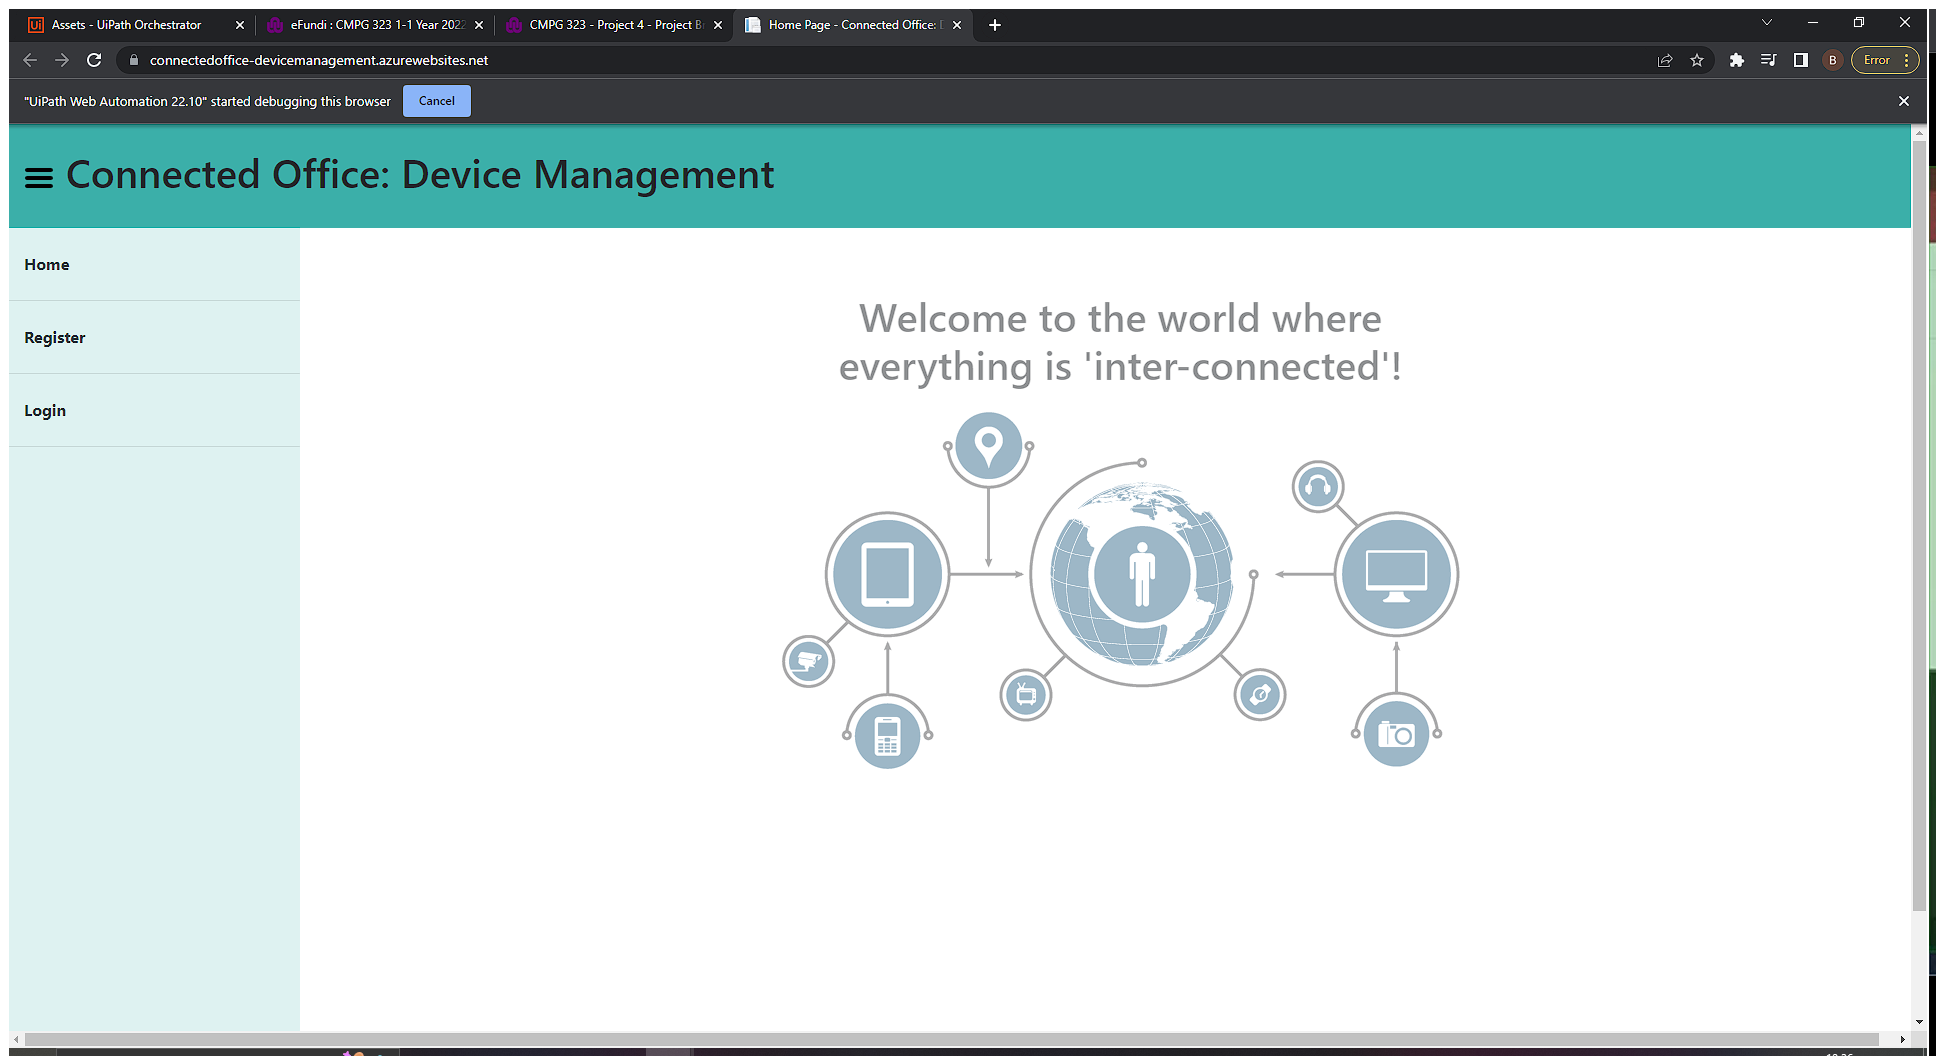 Ui Assets - UiPath Orchestrator
eFundi : CMPG 323 1-1 Year 2022
CMPG 323 - Project 4 - Project B
Home Page - Connected Office:
connectedoffice-devicemanagement.azurewebsites.net
B
Error
"UiPath Web Automation 22.10" started debugging this browser
Cancel
Connected Office: Device Management
Home
Register
Login
Welcome to the world where
everything is 'inter-connected'!